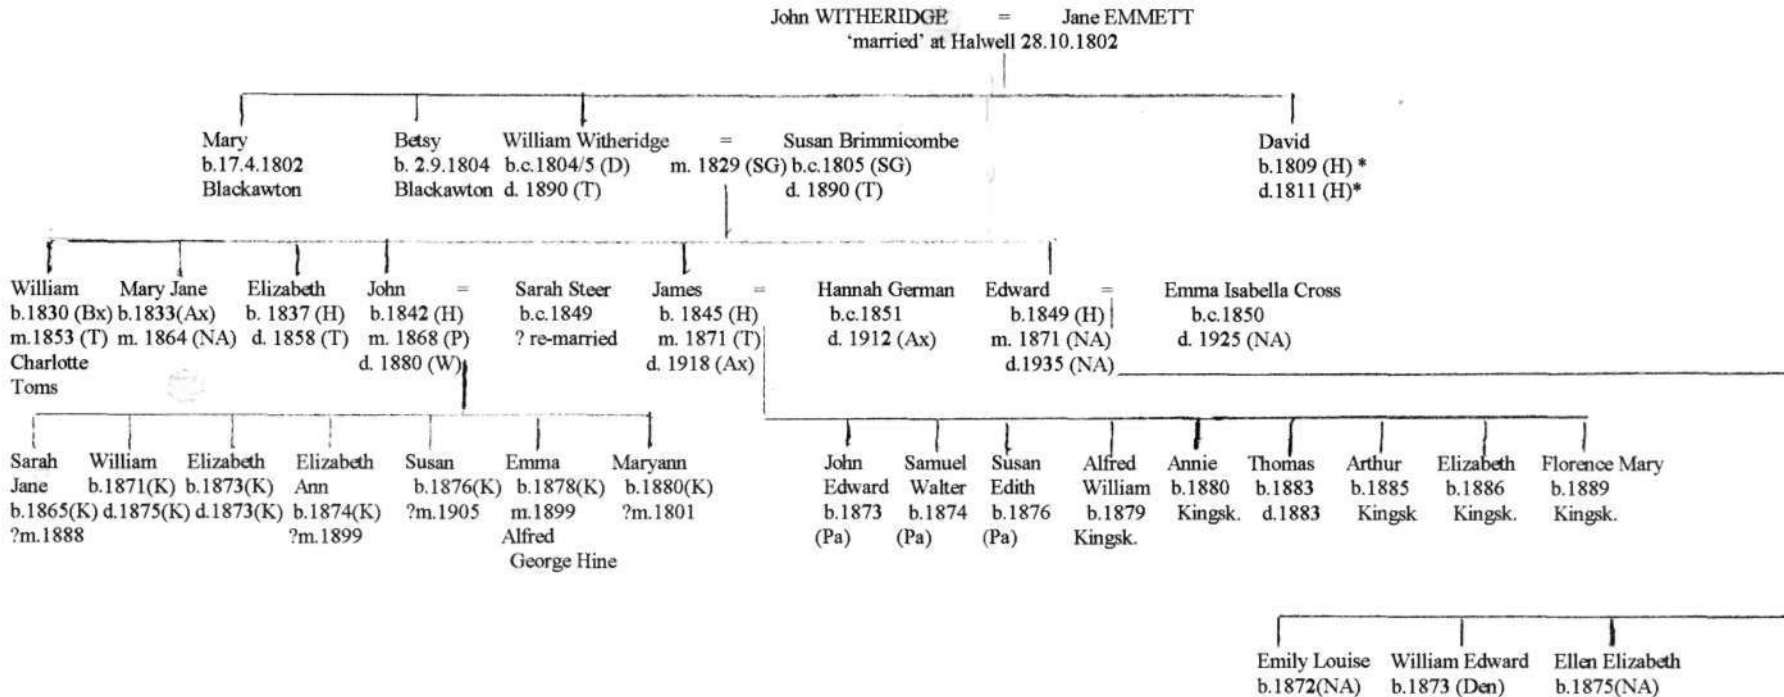 John WITHERIDGE = Jane EMMETT
‘married’ at Halwell 28.10.1802
Mary
b.17.4.1802
Blackawton
Betsy
b. 2.9.1804
Blackawton
William Witheridge = Susan Brimmicombe
b.c.1804/5 (D) m. 1829 (SG) b.c.1805 (SG)
d. 1890 (T) d. 1890 (T)
David
b.1809 (H) *
d.1811 (H)*
William
b.1830 (Bx)
m.1853 (T)
Charlotte
Toms
Mary Jane
b.1833(Ax)
m. 1864 (NA)
Elizabeth
b. 1837 (H)
d. 1858 (T)
John =
b.1842 (H)
m. 1868 (P)
d. 1880 (W)
Sarah Steer
b.c.1849
? re-married
James =
b. 1845 (H)
m. 1871 (T)
d. 1918 (Ax)
Hannah German
b.c.1851
d. 1912 (Ax)
Edward =
b.1849 (H)
m. 1871 (NA)
d.1935 (NA)
Emma Isabella Cross
b.c.1850
d. 1925 (NA)
Sarah
Jane
b.1865(K)
?m.1888
William
b.1871(K)
d.1875(K)
Elizabeth
b.1873(K)
d.1873(K)
Elizabeth
Ann
b.1874(K)
?m.1899
Susan
b.1876(K)
?m.1905
Emma
b.1878(K)
m.1899
Alfred
George Hine
Maryann
b.1880(K)
?m.1801
John
Edward
b.1873
(Pa)
Samuel
Walter
b.1874
(Pa)
Susan
Edith
b.1876
(Pa)
Alfred
William
b.1879
Kingsk.
Annie
b.1880
Kingsk.
Thomas
b.1883
d.1883
Arthur
b.1885
Kingsk
Elizabeth
b.1886
Kingsk.
Florence Mary
b.1889
Kingsk.
Emily Louise
b.1872(NA)
William Edward
b.1873 (Den)
Ellen Elizabeth
b.1875(NA)